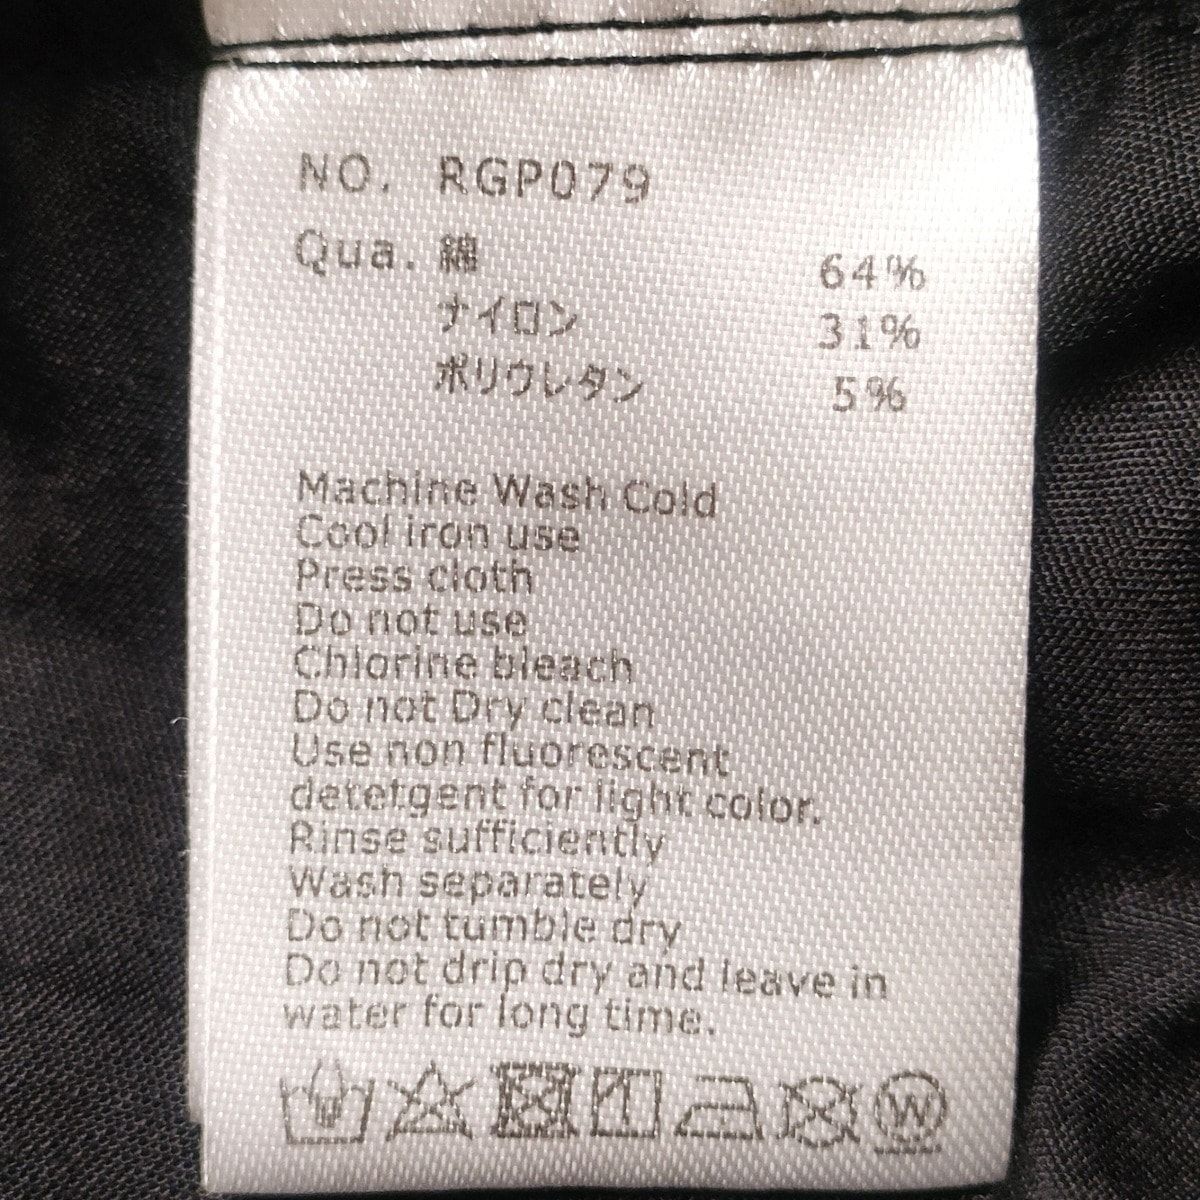 NO. RGP079
Qua. 綿 64%
ナイロン 31%
ポリウレタン 5%
Machine Wash Cold
Cool iron use
Press cloth
Do not use
Chlorine bleach
Do not Dry clean
Use non fluorescent
detetgent for light color.
Rinse sufficiently
Wash separately
Do not tumble dry
Do not drip dry and leave in
water for long time.
W